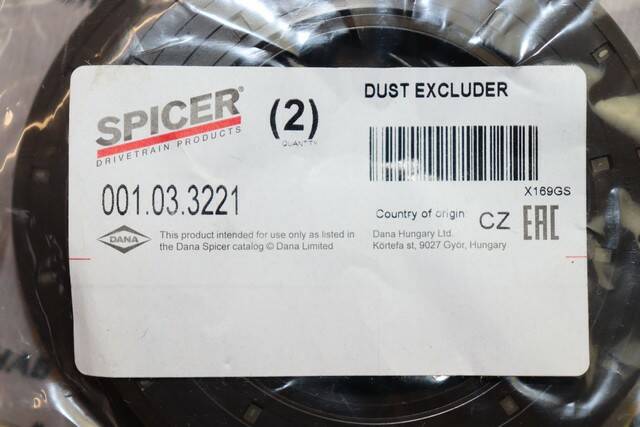 SPICER®
DRIVETRAIN PRODUCTS
(2)
QUANTITY
DUST EXCLUDER
X169GS
001.03.3221
Country of origin CZ EAC
DANA
This product intended for use only as listed in
the Dana Spicer catalog © Dana Limited
Dana Hungary Ltd.
Körtefa st, 9027 Győr, Hungary